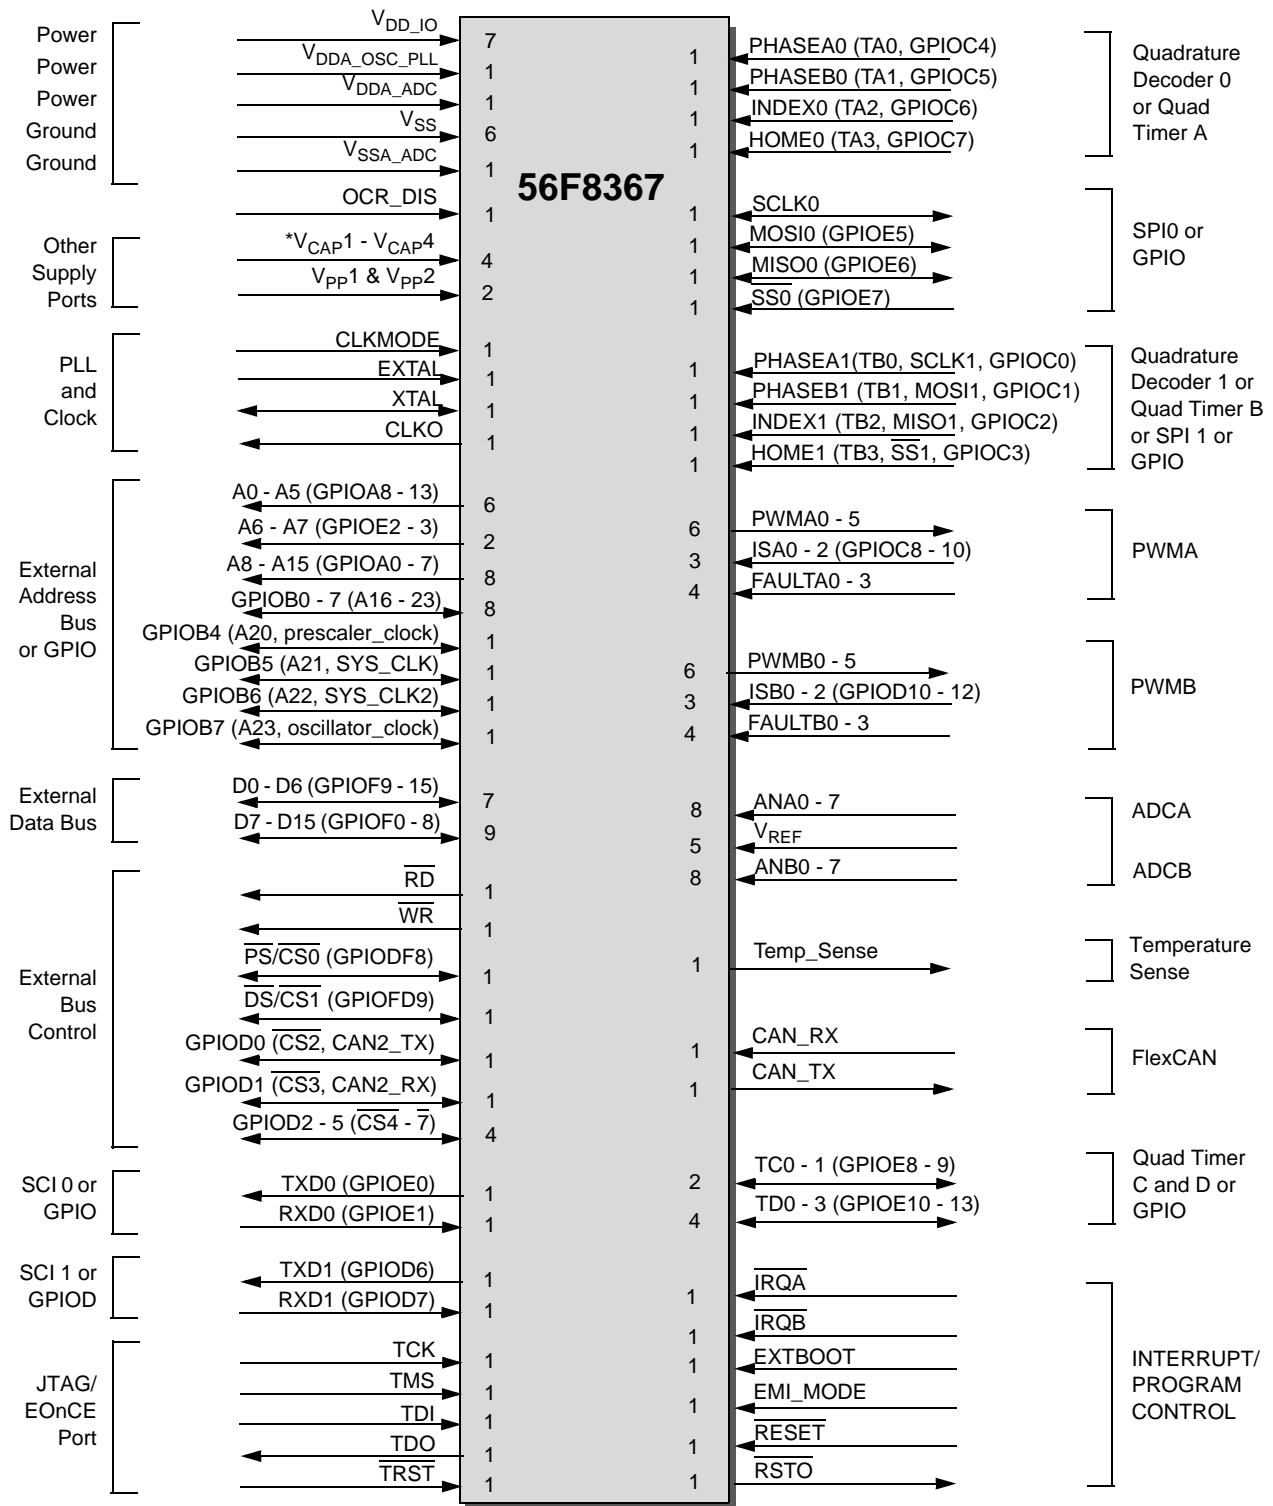 56F8367
Power
Power
Power
Ground
Ground
V_DD_IO 7
V_DDA_OSC_PLL 1
V_DDA_ADC 1
V_SS 6
V_SSA_ADC 1
OCR_DIS 1
Other
Supply
Ports
*V_CAP1 - V_CAP4 4
V_PP1 & V_PP2 2
PLL
and
Clock
CLKMODE 1
EXTAL 1
XTAL 1
CLKO 1
External
Address
Bus
or GPIO
A0 - A5 (GPIOA8 - 13) 6
A6 - A7 (GPIOE2 - 3) 2
A8 - A15 (GPIOA0 - 7) 8
GPIOB0 - 7 (A16 - 23) 8
GPIOB4 (A20, prescaler_clock) 1
GPIOB5 (A21, SYS_CLK) 1
GPIOB6 (A22, SYS_CLK2) 1
GPIOB7 (A23, oscillator_clock) 1
External
Data Bus
D0 - D6 (GPIOF9 - 15) 7
D7 - D15 (GPIOF0 - 8) 9
External
Bus
Control
RD 1
WR 1
PS/CS0 (GPIODF8) 1
DS/CS1 (GPIOFD9) 1
GPIOD0 (CS2, CAN2_TX) 1
GPIOD1 (CS3, CAN2_RX) 1
GPIOD2 - 5 (CS4 - 7) 4
SCI 0 or
GPIO
TXD0 (GPIOE0) 1
RXD0 (GPIOE1) 1
SCI 1 or
GPIOD
TXD1 (GPIOD6) 1
RXD1 (GPIOD7) 1
JTAG/
EOnCE
Port
TCK 1
TMS 1
TDI 1
TDO 1
TRST 1
1 PHASEA0 (TA0, GPIOC4)
1 PHASEB0 (TA1, GPIOC5)
1 INDEX0 (TA2, GPIOC6)
1 HOME0 (TA3, GPIOC7)
Quadrature
Decoder 0
or Quad
Timer A
1 SCLK0
1 MOSI0 (GPIOE5)
1 MISO0 (GPIOE6)
1 SS0 (GPIOE7)
SPI0 or
GPIO
1 PHASEA1(TB0, SCLK1, GPIOC0)
1 PHASEB1 (TB1, MOSI1, GPIOC1)
1 INDEX1 (TB2, MISO1, GPIOC2)
1 HOME1 (TB3, SS1, GPIOC3)
Quadrature
Decoder 1 or
Quad Timer B
or SPI 1 or
GPIO
6 PWMA0 - 5
3 ISA0 - 2 (GPIOC8 - 10)
4 FAULTA0 - 3
PWMA
6 PWMB0 - 5
3 ISB0 - 2 (GPIOD10 - 12)
4 FAULTB0 - 3
PWMB
8 ANA0 - 7
5 V_REF
8 ANB0 - 7
ADCA
ADCB
1 Temp_Sense
Temperature
Sense
1 CAN_RX
1 CAN_TX
FlexCAN
2 TC0 - 1 (GPIOE8 - 9)
4 TD0 - 3 (GPIOE10 - 13)
Quad Timer
C and D or
GPIO
1 IRQA
1 IRQB
1 EXTBOOT
1 EMI_MODE
1 RESET
1 RSTO
INTERRUPT/
PROGRAM
CONTROL